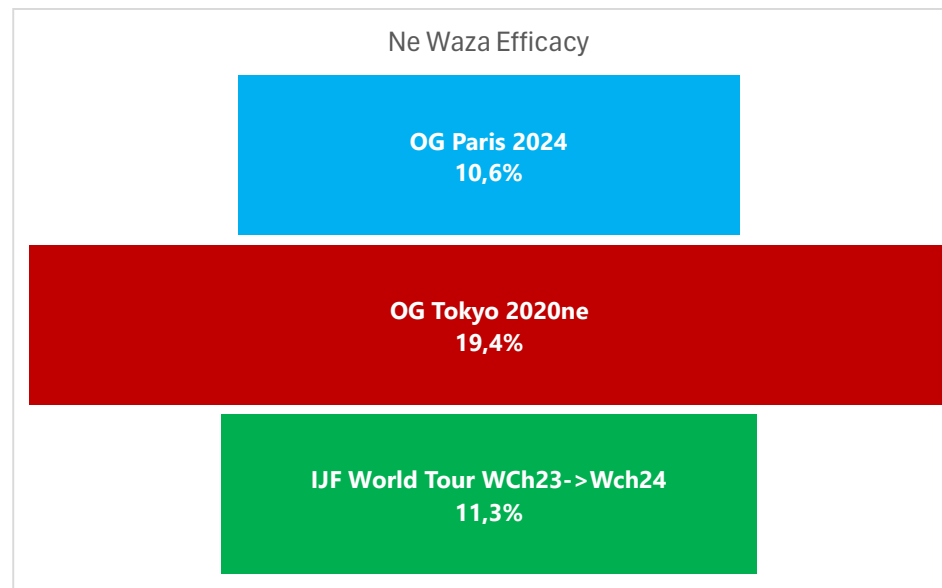 Ne Waza Efficacy
OG Paris 2024
10,6%
OG Tokyo 2020ne
19,4%
IJF World Tour WCh23->Wch24
11,3%